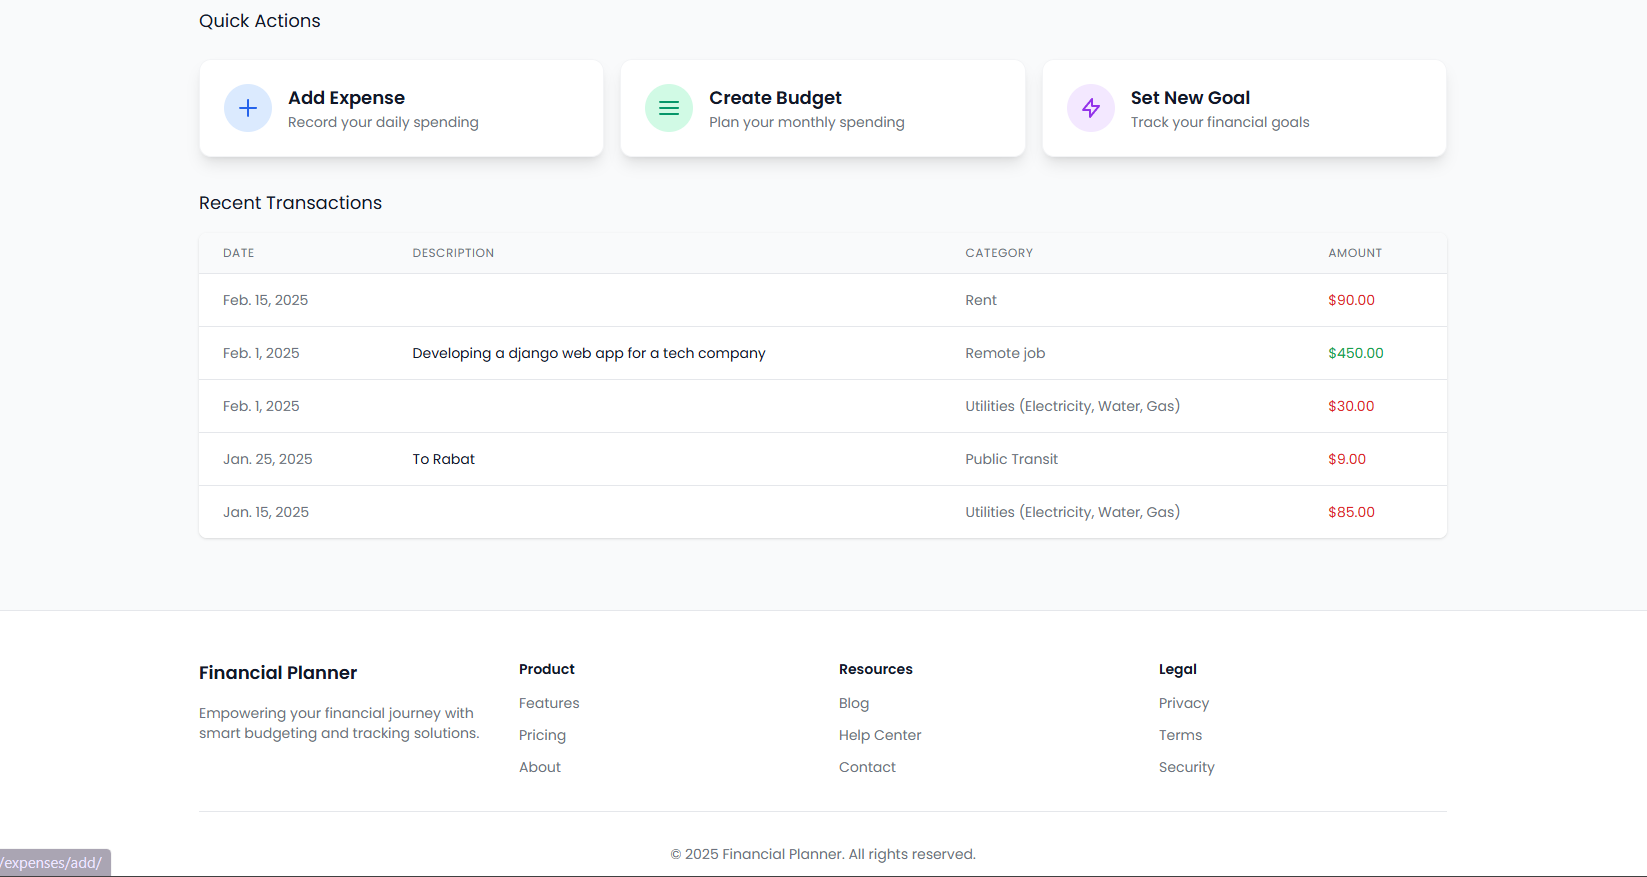 Quick Actions
Add Expense
Record your daily spending
Create Budget
Plan your monthly spending
Set New Goal
Track your financial goals
Recent Transactions
DATE DESCRIPTION CATEGORY AMOUNT
Feb. 15, 2025 Rent $90.00
Feb. 1, 2025 Developing a django web app for a tech company Remote job $450.00
Feb. 1, 2025 Utilities (Electricity, Water, Gas) $30.00
Jan. 25, 2025 To Rabat Public Transit $9.00
Jan. 15, 2025 Utilities (Electricity, Water, Gas) $85.00
Financial Planner
Empowering your financial journey with
smart budgeting and tracking solutions.
Product
Features
Pricing
About
Resources
Blog
Help Center
Contact
Legal
Privacy
Terms
Security
© 2025 Financial Planner. All rights reserved.
/expenses/add/